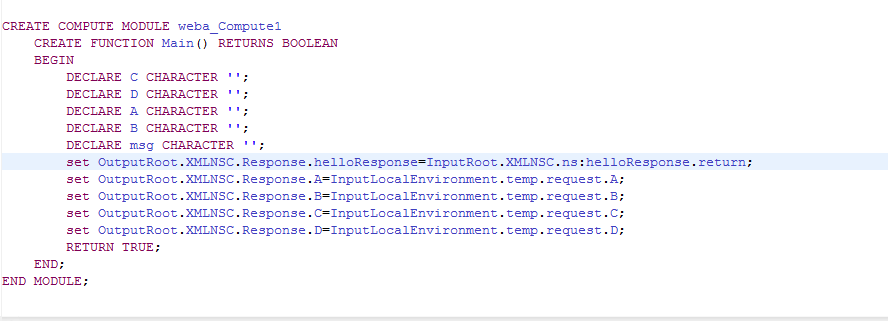 CREATE COMPUTE MODULE weba_Compute1
    CREATE FUNCTION Main() RETURNS BOOLEAN
    BEGIN
        DECLARE C CHARACTER '';
        DECLARE D CHARACTER '';
        DECLARE A CHARACTER '';
        DECLARE B CHARACTER '';
        DECLARE msg CHARACTER '';
        set OutputRoot.XMLNSC.Response.helloResponse=InputRoot.XMLNSC.ns:helloResponse.return;
        set OutputRoot.XMLNSC.Response.A=InputLocalEnvironment.temp.request.A;
        set OutputRoot.XMLNSC.Response.B=InputLocalEnvironment.temp.request.B;
        set OutputRoot.XMLNSC.Response.C=InputLocalEnvironment.temp.request.C;
        set OutputRoot.XMLNSC.Response.D=InputLocalEnvironment.temp.request.D;
        RETURN TRUE;
    END;
END MODULE;